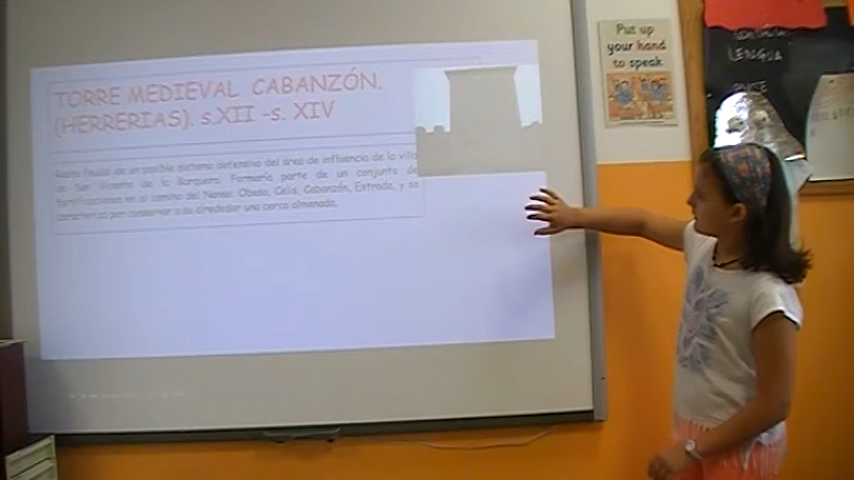 TORRE MEDIEVAL CABANZÓN.
(HERRERIAS). s.XII -s. XIV
Resto feudal de un posible sistema defensivo del área de influencia de la villa
de San Vicente de la Barquera. Formaría parte de un conjunto de
fortificaciones en el camino del Nansa: Obeso, Celis, Cabanzón, Estrada, y se
caracteriza por conservar a su alrededor una cerca almenada.
Put up
your hand
to speak
LENGUA